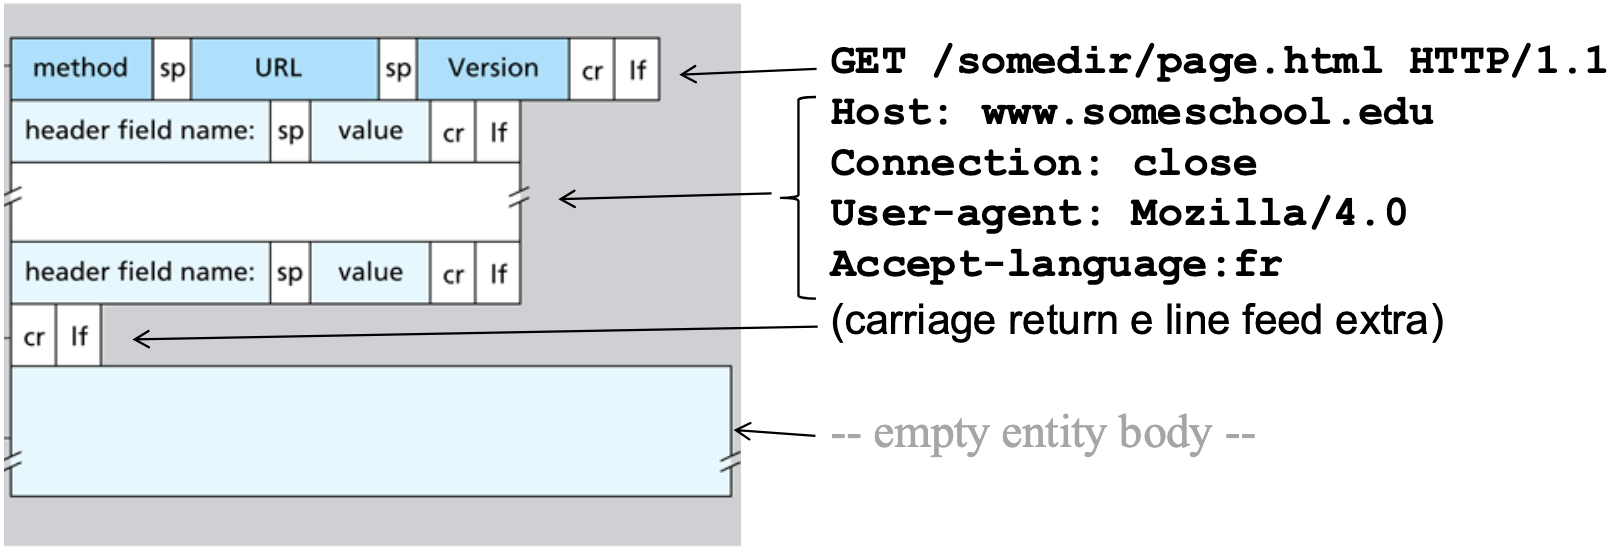 method sp URL sp Version cr lf
GET /somedir/page.html HTTP/1.1
header field name: sp value cr lf
Host: www.someschool.edu
Connection: close
User-agent: Mozilla/4.0
header field name: sp value cr lf
Accept-language:fr
cr lf
(carriage return e line feed extra)
-- empty entity body --